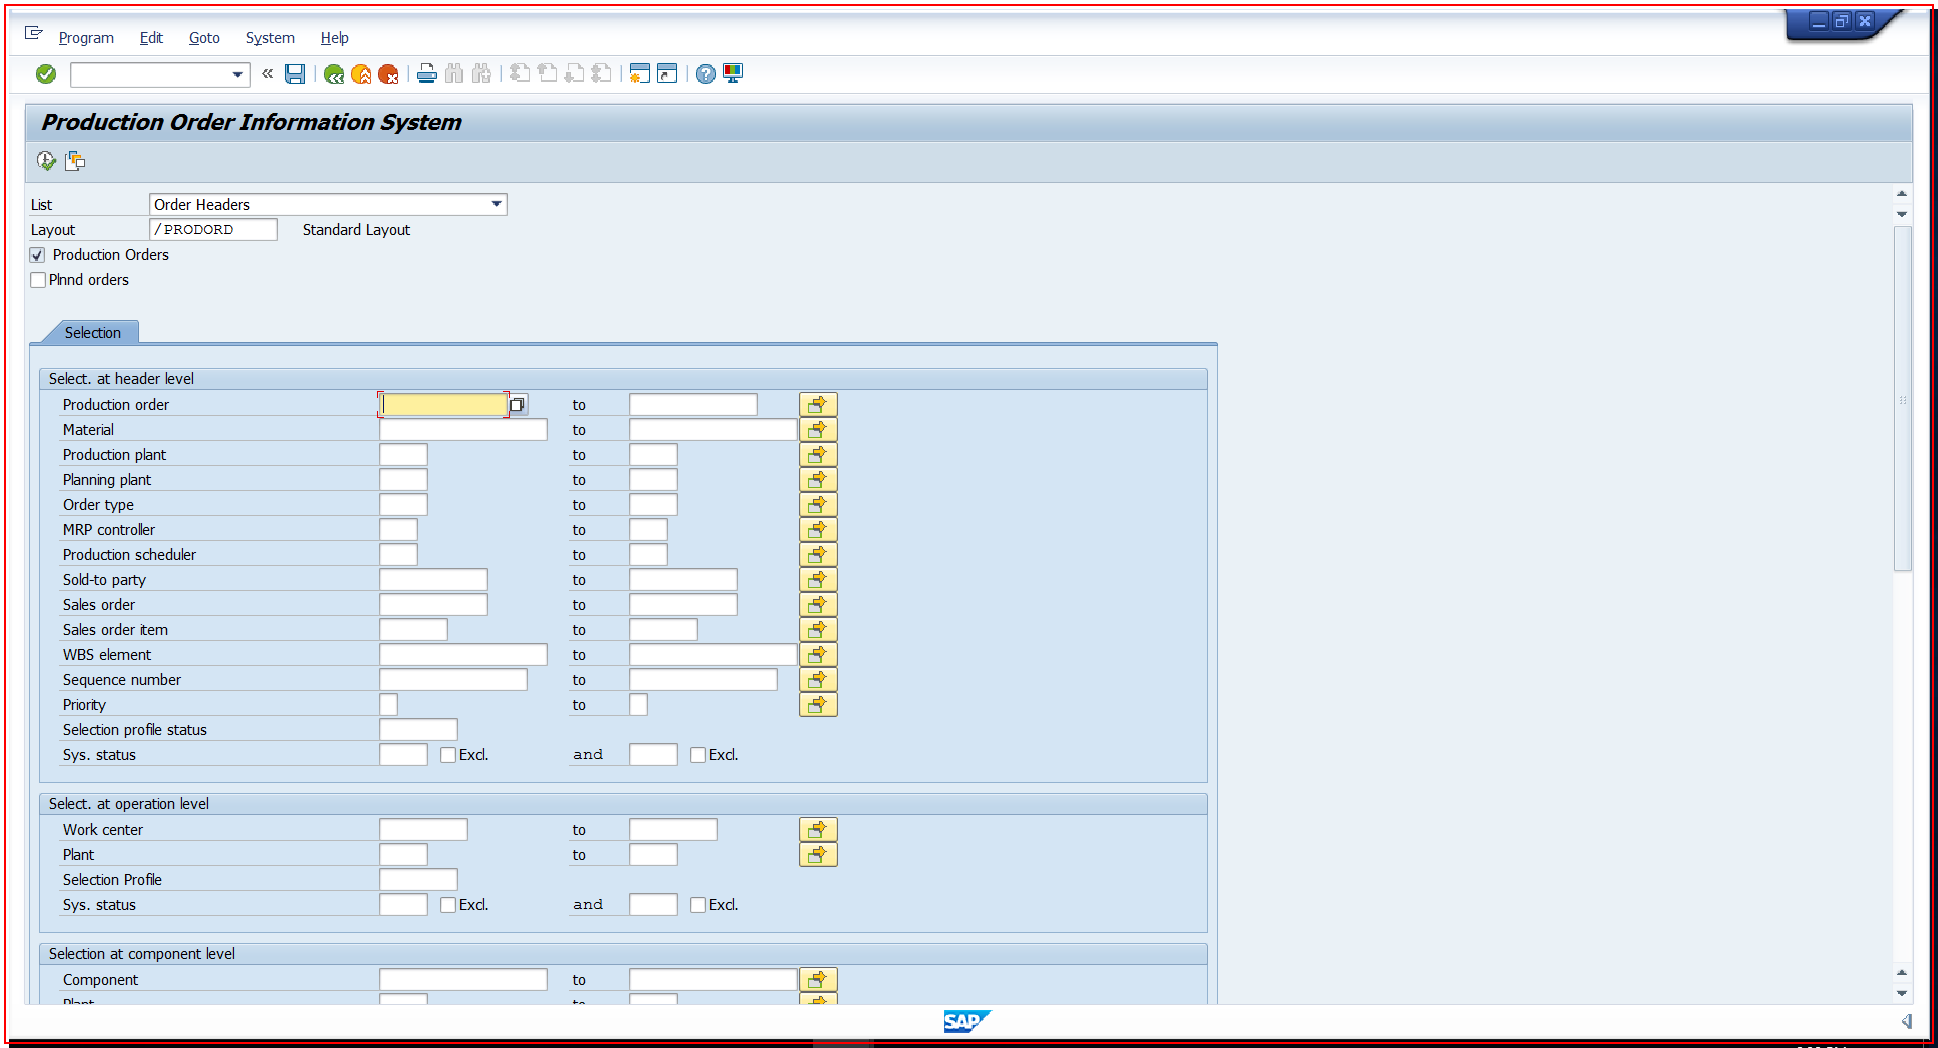 Program Edit Goto System Help
Production Order Information System
List Order Headers
Layout /PRODORD Standard Layout
Production Orders
Plnnd orders
Selection
Select. at header level
Production order to
Material to
Production plant to
Planning plant to
Order type to
MRP controller to
Production scheduler to
Sold-to party to
Sales order to
Sales order item to
WBS element to
Sequence number to
Priority to
Selection profile status
Sys. status Excl. and Excl.
Select. at operation level
Work center to
Plant to
Selection Profile
Sys. status Excl. and Excl.
Selection at component level
Component to
Plant to
SAP